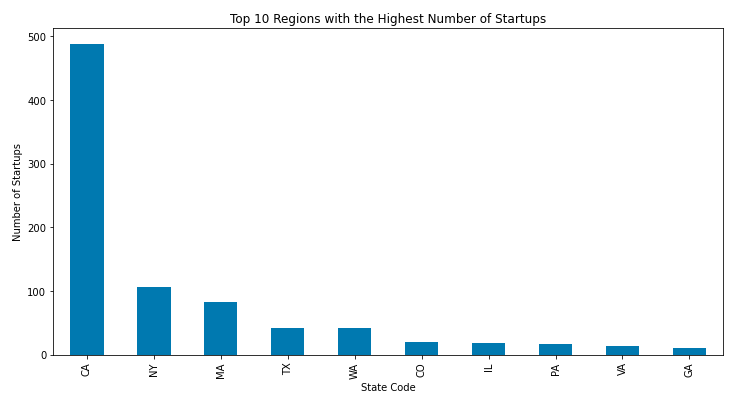 Top 10 Regions with the Highest Number of Startups
500
400
300
200
100
0
Number of Startups
CA
NY
MA
TX
WA
CO
IL
PA
VA
GA
State Code